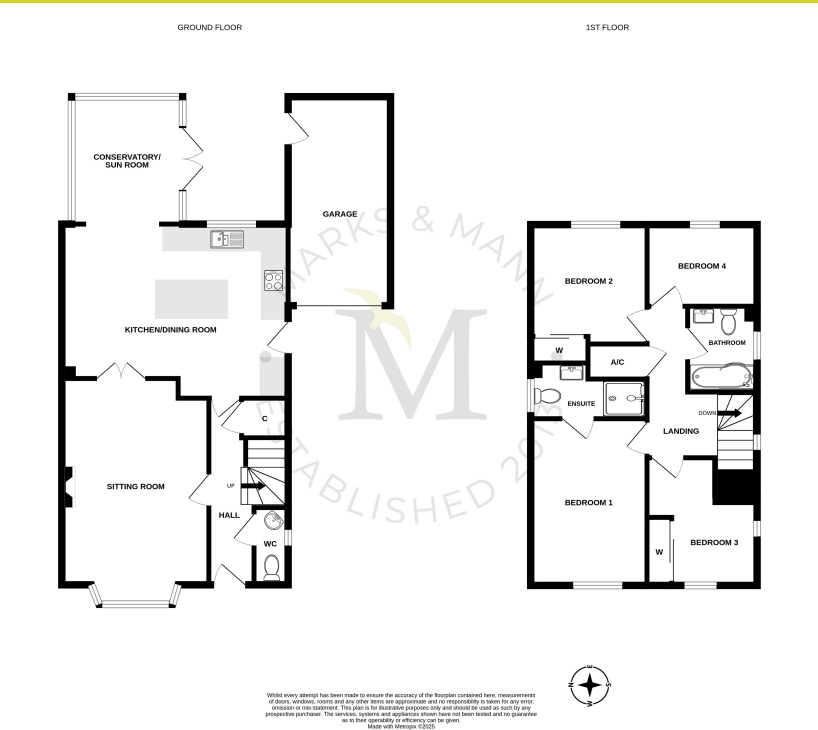 GROUND FLOOR
1ST FLOOR
CONSERVATORY/
SUN ROOM
GARAGE
KITCHEN/DINING ROOM
C
SITTING ROOM
UP
HALL
WC
BEDROOM 2
BEDROOM 4
BATHROOM
W
A/C
ENSUITE
DOWN
LANDING
BEDROOM 1
W
BEDROOM 3
MARKS & MANN
M
ESTABLISHED 2013
N
E
S
W
Whilst every attempt has been made to ensure the accuracy of the floorplan contained here, measurements
of doors, windows, rooms and any other items are approximate and no responsibility is taken for any error,
omission or mis-statement. This plan is for illustrative purposes only and should be used as such by any
prospective purchaser. The services, systems and appliances shown have not been tested and no guarantee
as to their operability or efficiency can be given.
Made with Metropix ©2025